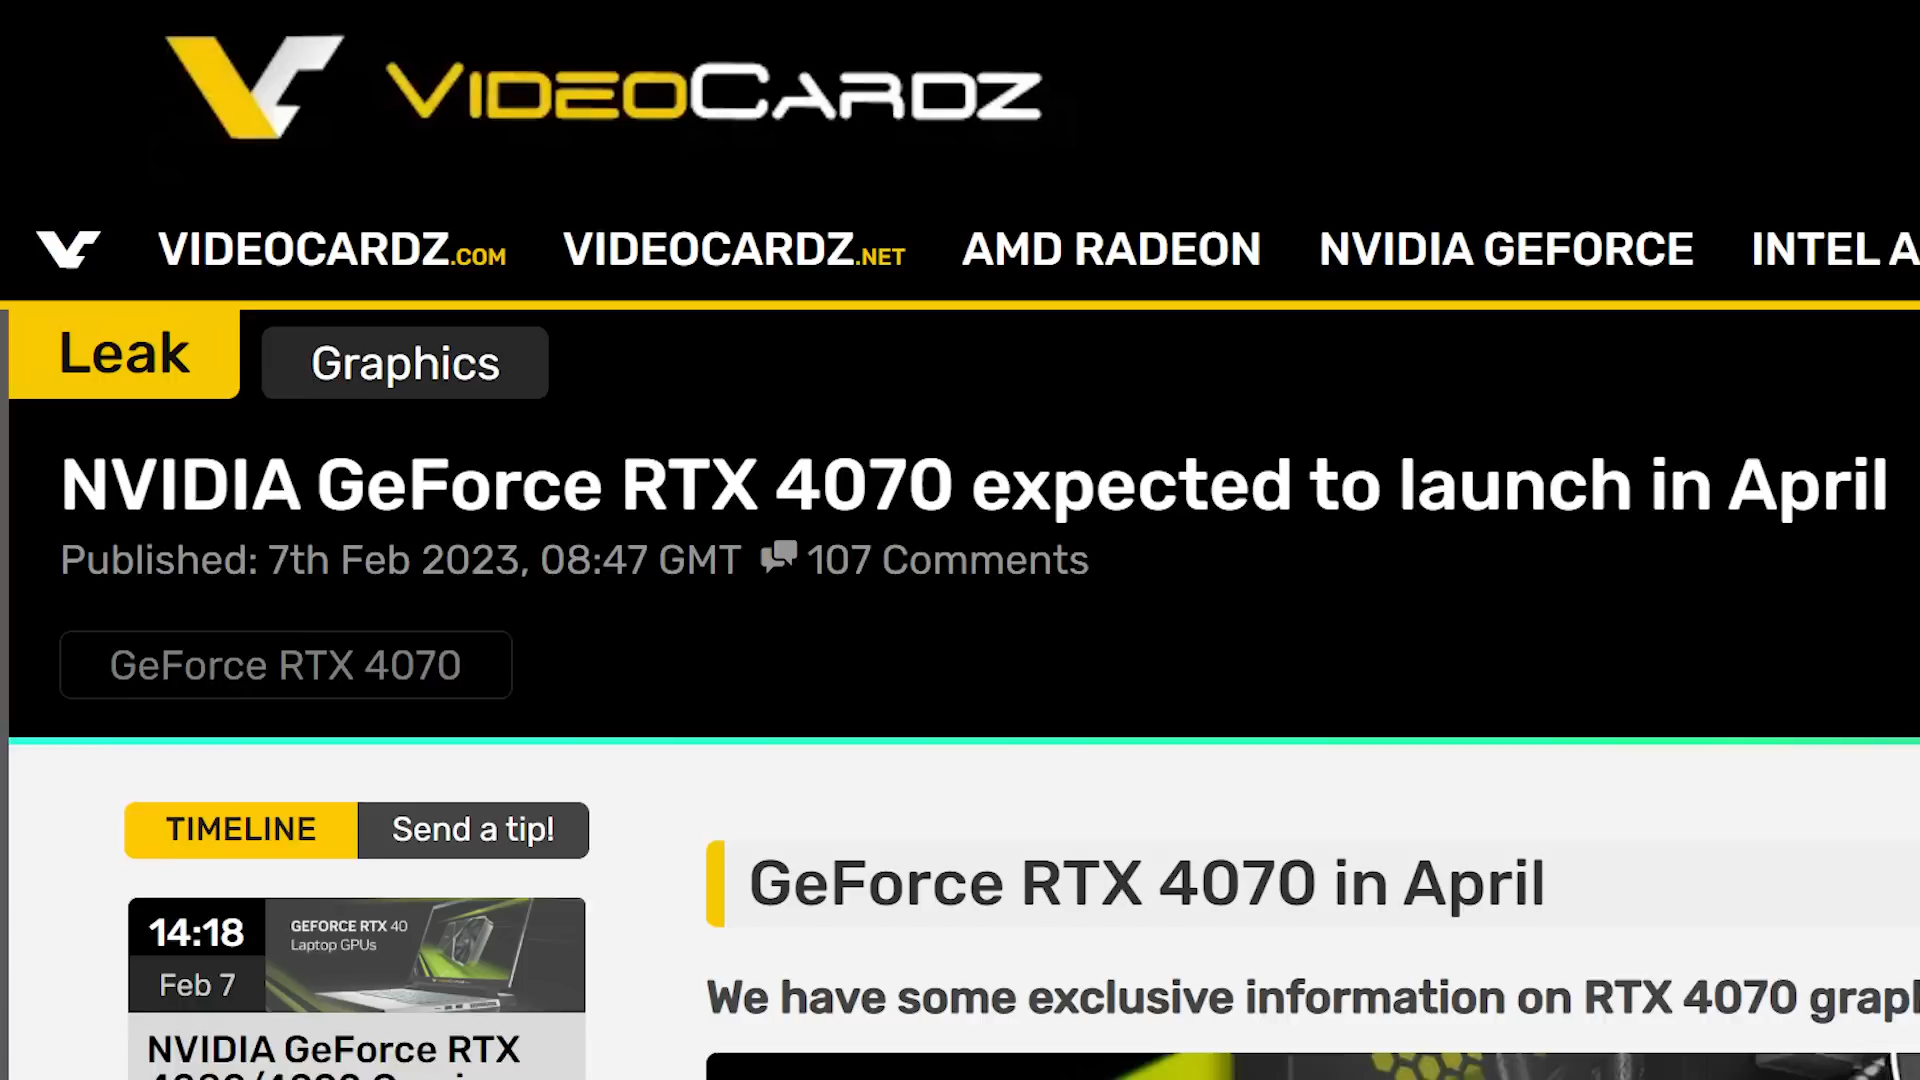 VIDEOCARDZ
VIDEOCARDZ.COM VIDEOCARDZ.NET AMD RADEON NVIDIA GEFORCE INTEL A
Leak Graphics
NVIDIA GeForce RTX 4070 expected to launch in April
Published: 7th Feb 2023, 08:47 GMT 107 Comments
GeForce RTX 4070
TIMELINE Send a tip!
GeForce RTX 4070 in April
14:18
Feb 7
GEFORCE RTX 40
Laptop GPUs
We have some exclusive information on RTX 4070
NVIDIA GeForce RTX